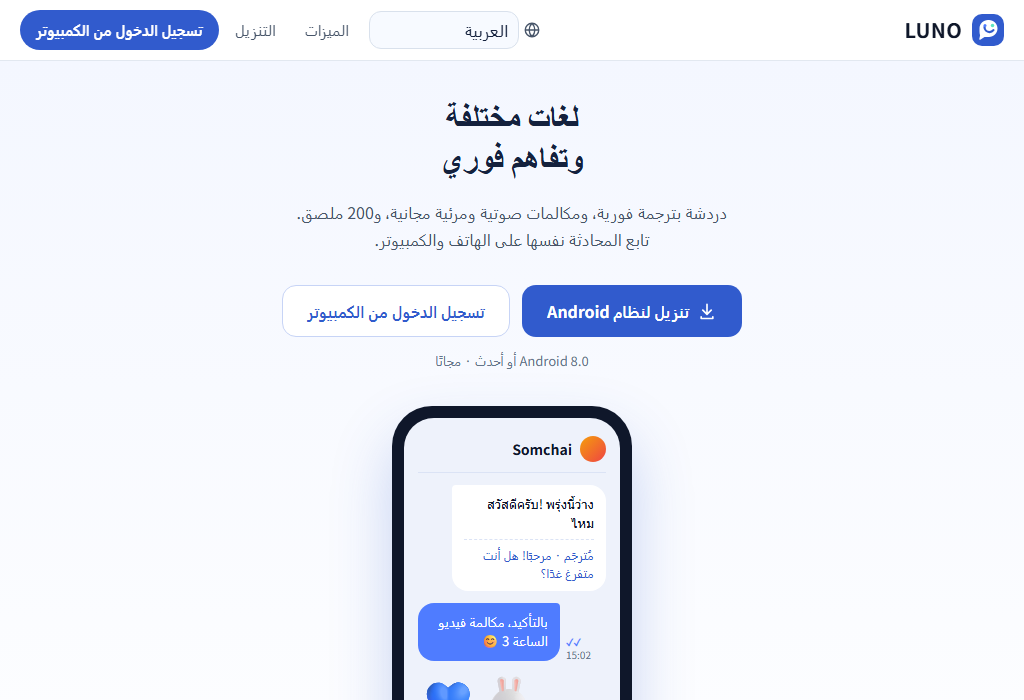 LUNO
العربية
الميزات
التنزيل
تسجيل الدخول من الكمبيوتر
لغات مختلفة
وتفاهم فوري
دردشة بترجمة فورية، ومكالمات صوتية ومرئية مجانية، و200 ملصق.
تابع المحادثة نفسها على الهاتف والكمبيوتر.
تنزيل لنظام Android
تسجيل الدخول من الكمبيوتر
Android 8.0 أو أحدث · مجانًا
Somchai
สวัสดีครับ! พรุ่งนี้ว่าง
ไหม
مُترجَم · مرحبًا! هل أنت
متفرغ غدًا؟
بالتأكيد، مكالمة فيديو
الساعة 3 😊
15:02